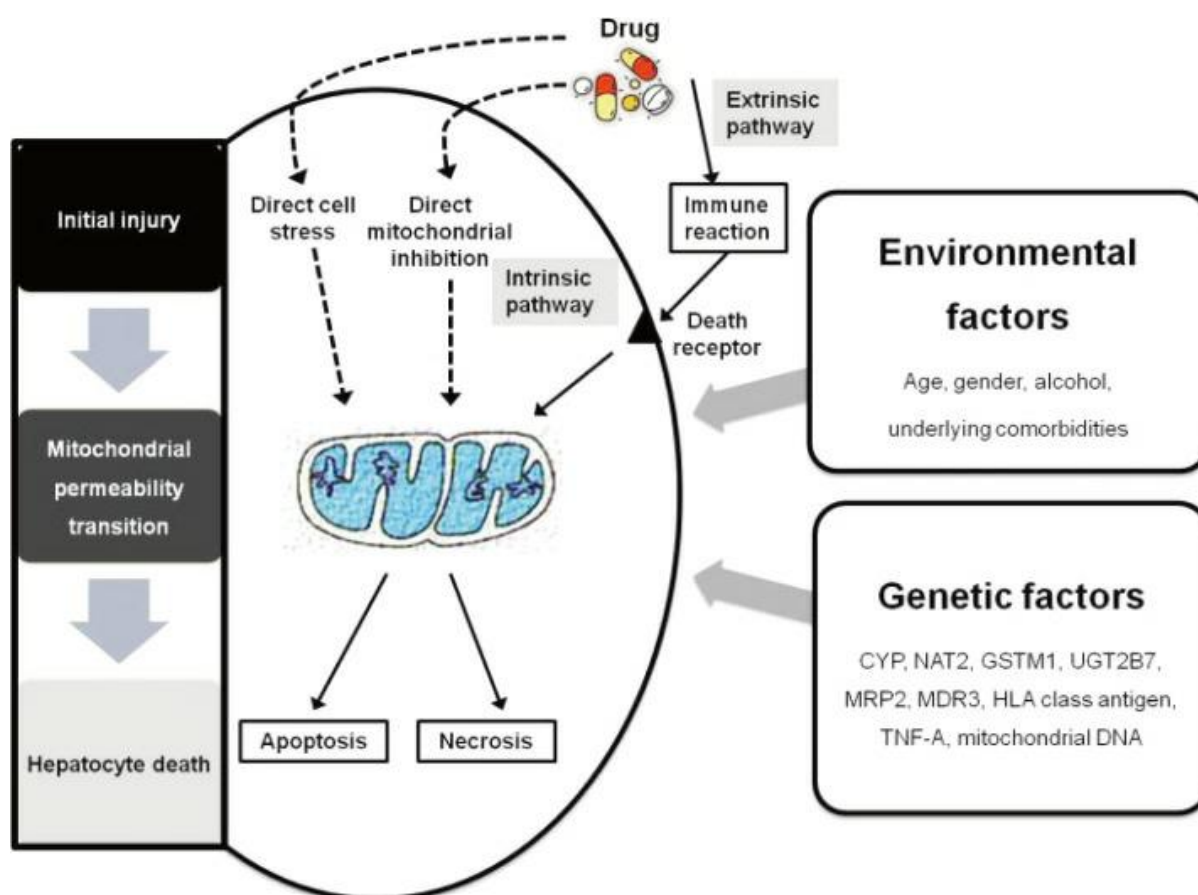 Drug
Extrinsic
pathway
Initial injury
Direct cell
stress
Direct
mitochondrial
inhibition
Immune
reaction
Intrinsic
pathway
Death
receptor
Environmental
factors
Age, gender, alcohol,
underlying comorbidities
Mitochondrial
permeability
transition
Genetic factors
CYP, NAT2, GSTM1, UGT2B7,
MRP2, MDR3, HLA class antigen,
TNF-A, mitochondrial DNA
Apoptosis
Necrosis
Hepatocyte death